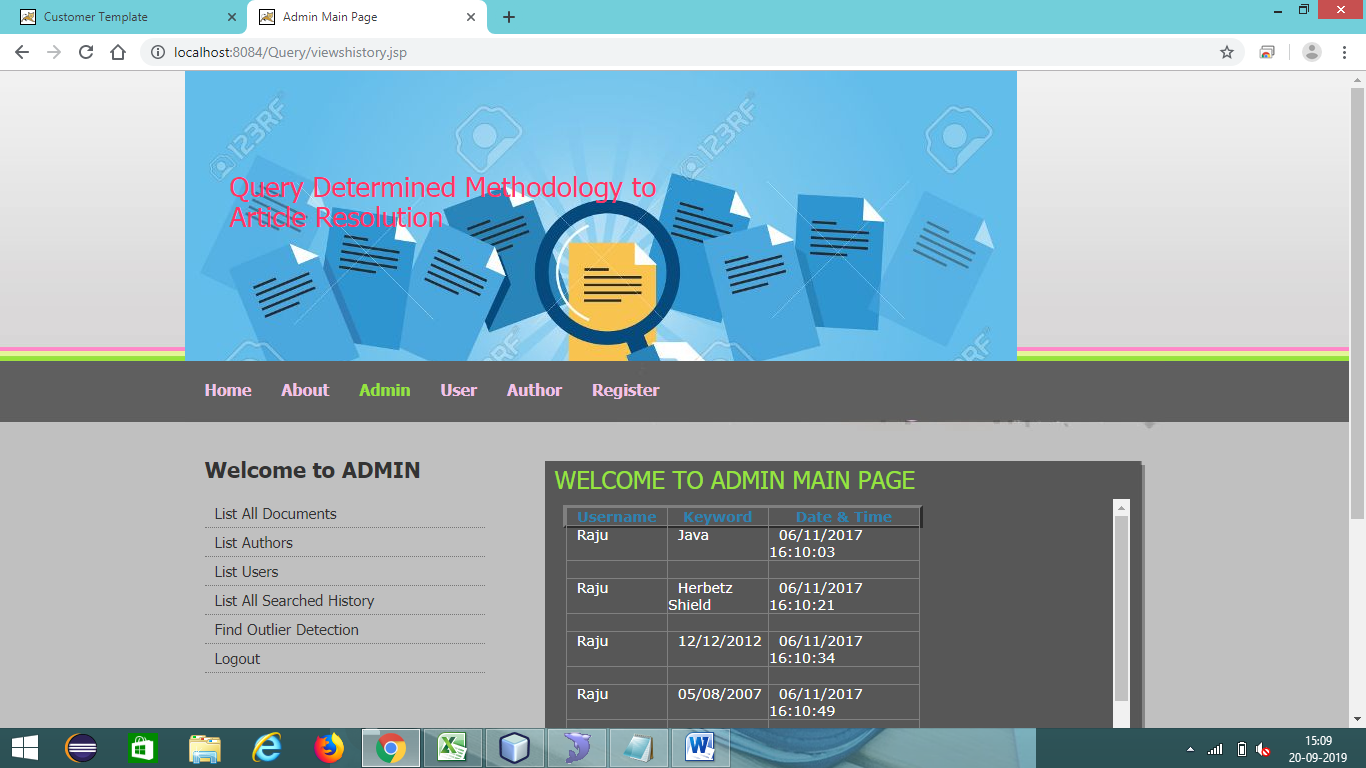 Customer Template
Admin Main Page
localhost:8084/Query/viewshistory.jsp
123RF
123RF
Query Determined Methodology to
Article Resolution
123RF
123RF
Home About Admin User Author Register
Welcome to ADMIN
List All Documents
List Authors
List Users
List All Searched History
Find Outlier Detection
Logout
WELCOME TO ADMIN MAIN PAGE
Username Keyword Date & Time
Raju Java 06/11/2017
16:10:03
Raju Herbetz 06/11/2017
Shield 16:10:21
Raju 12/12/2012 06/11/2017
16:10:34
Raju 05/08/2007 06/11/2017
16:10:49
15:09
20-09-2019